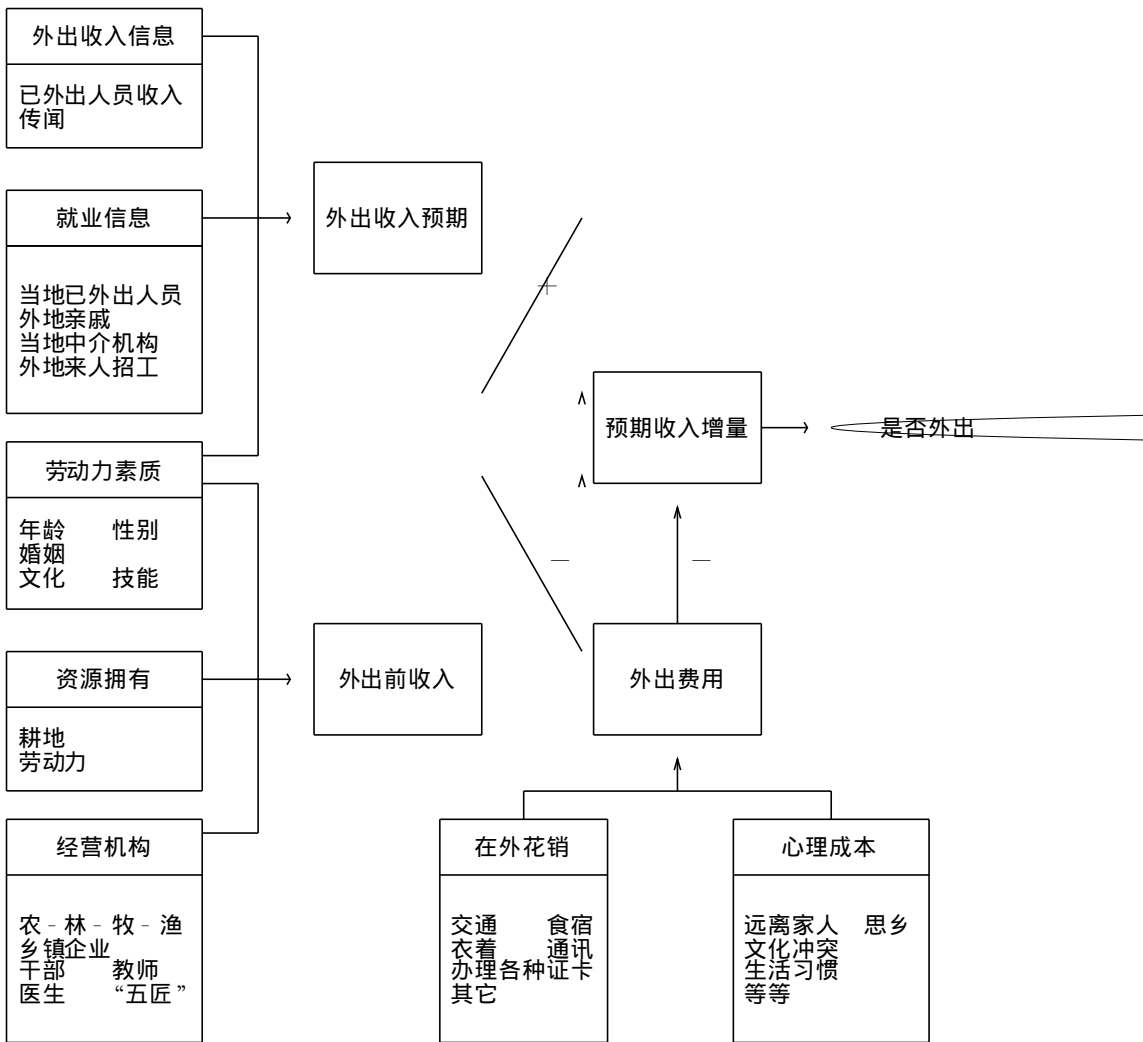 外出收入信息
已外出人员收入
传闻
就业信息
当地已外出人员
外地亲戚
当地中介机构
外地来人招工
劳动力素质
年龄 性别
婚姻
文化 技能
资源拥有
耕地
劳动力
经营机构
农-林-牧-渔
乡镇企业
干部 教师
医生 “五匠”
外出收入预期
+
外出前收入
—
预期收入增量
是否外出
—
外出费用
在外花销
交通 食宿
衣着 通讯
办理各种证卡
其它
心理成本
远离家人 思乡
文化冲突
生活习惯
等等